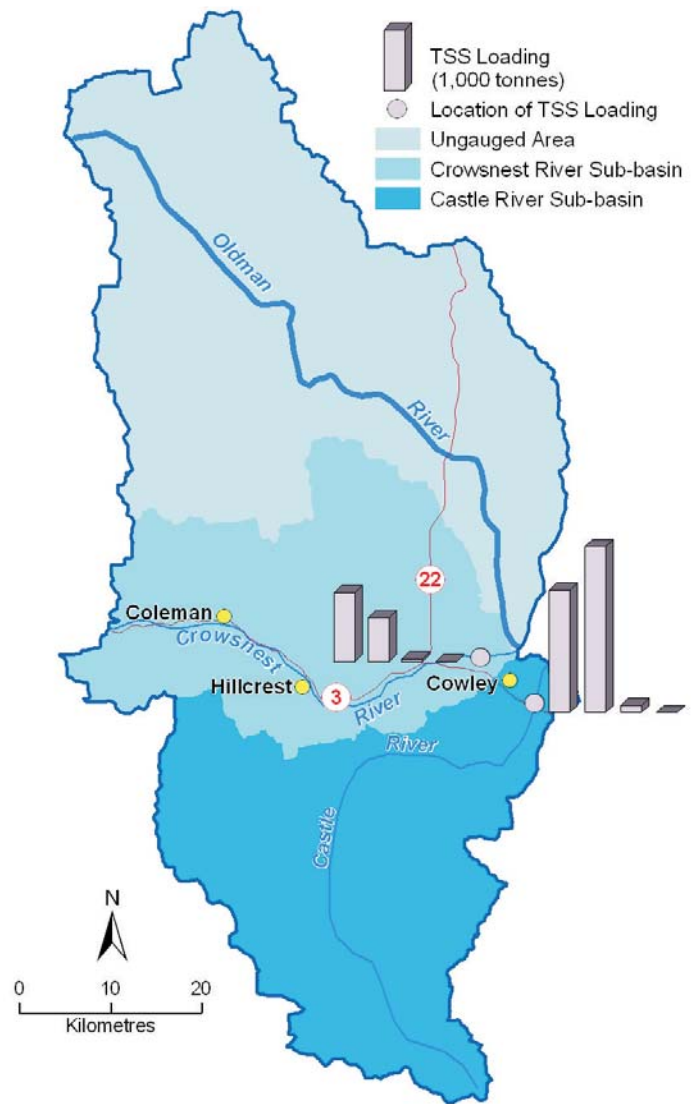 TSS Loading
(1,000 tonnes)
Location of TSS Loading
Ungauged Area
Crowsnest River Sub-basin
Castle River Sub-basin
Oldman
River
22
Coleman
Crowsnest
Hillcrest
3
River
Cowley
River
Castle
N
0 10 20
Kilometres